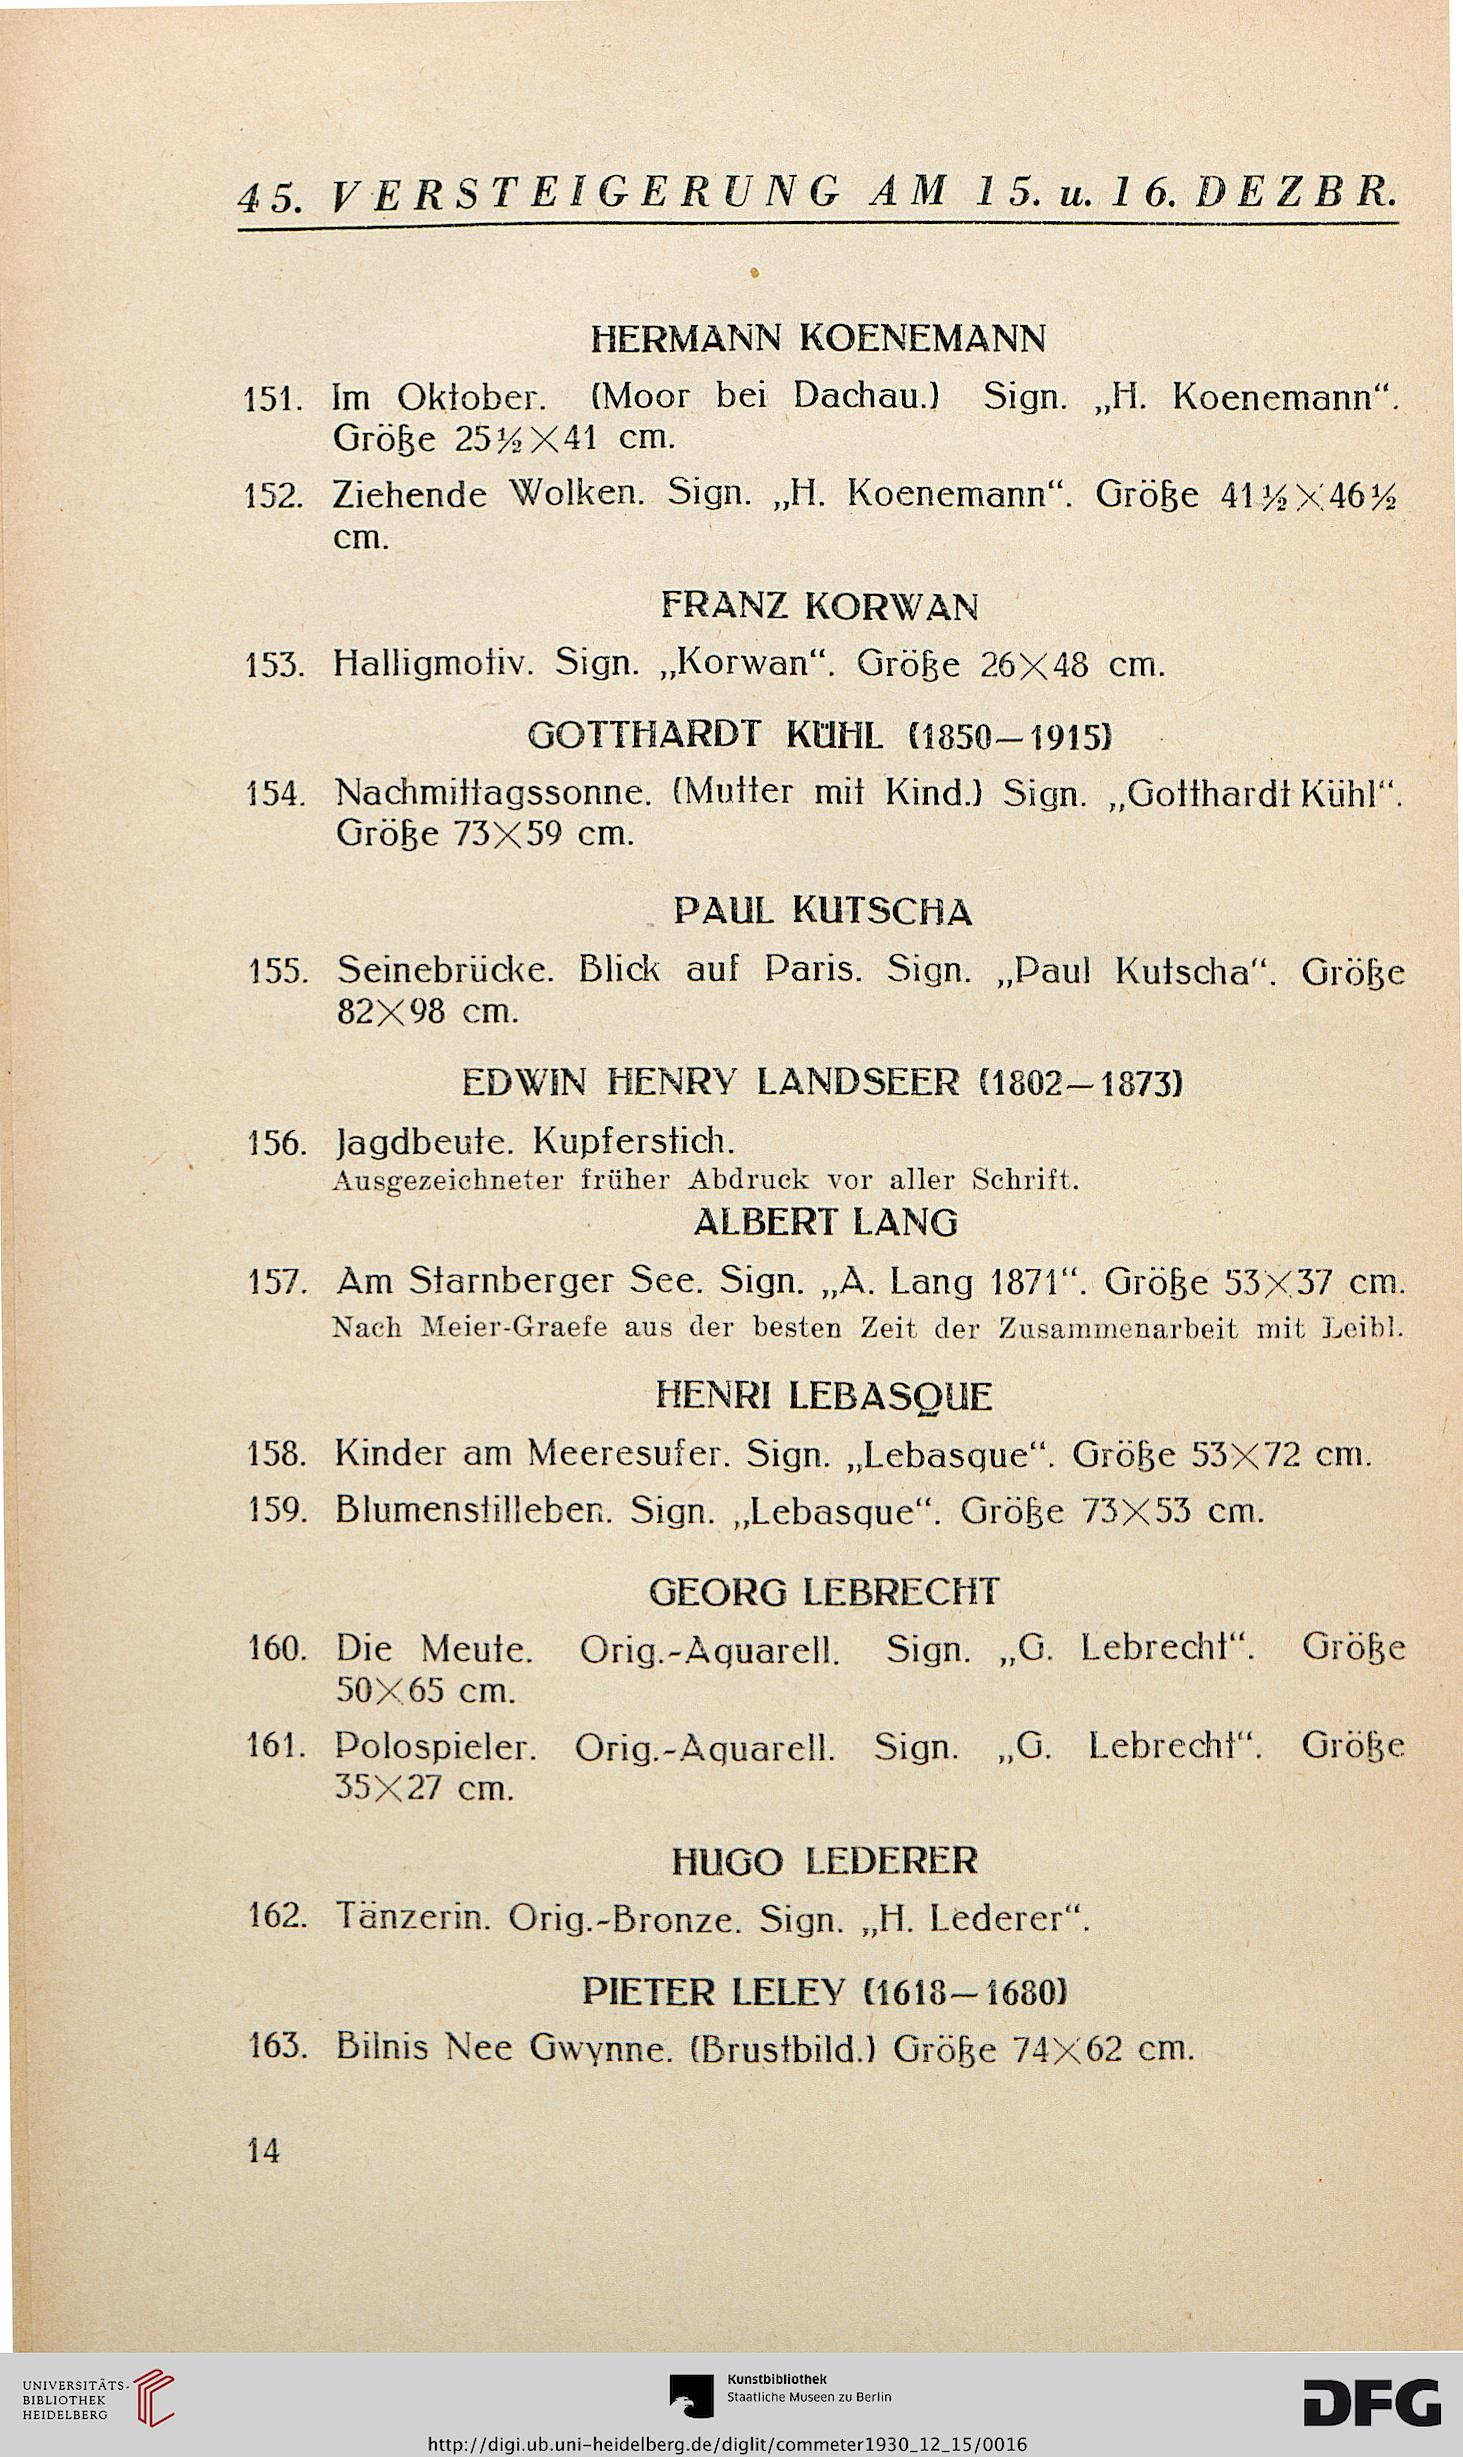 45. VERSTEIGERUNG AM 15. u. 16. DEZBR.
HERMANN KOENEMANN
151. Im Oktober. (Moor bei Dachau.) Sign. „H. Koenemann“.
Größe 25½×41 cm.
152. Ziehende Wolken. Sign. „H. Koenemann“. Größe 41½×46½
cm.
FRANZ KORWAN
153. Halligmotiv. Sign. „Korwan“. Größe 26×48 cm.
GOTTHARDT KÜHL (1850—1915)
154. Nachmittagssonne. (Mutter mit Kind.) Sign. „Gotthardt Kühl“.
Größe 73×59 cm.
PAUL KUTSCHA
155. Seinebrücke. Blick auf Paris. Sign. „Paul Kutscha“. Größe
82×98 cm.
EDWIN HENRY LANDSEER (1802—1873)
156. Jagdbeute. Kupferstich.
Ausgezeichneter früher Abdruck vor aller Schrift.
ALBERT LANG
157. Am Starnberger See. Sign. „A. Lang 1871“. Größe 53×37 cm.
Nach Meier-Graefe aus der besten Zeit der Zusammenarbeit mit Leibl.
HENRI LEBASQUE
158. Kinder am Meeresufer. Sign. „Lebasque“. Größe 53×72 cm.
159. Blumenstilleben. Sign. „Lebasque“. Größe 73×53 cm.
GEORG LEBRECHT
160. Die Meute. Orig.-Aquarell. Sign. „G. Lebrecht“. Größe
50×65 cm.
161. Polospieler. Orig.-Aquarell. Sign. „G. Lebrecht“. Größe
35×27 cm.
HUGO LEDERER
162. Tänzerin. Orig.-Bronze. Sign. „H. Lederer“.
PIETER LELEY (1618—1680)
163. Bilnis Nee Gwynne. (Brustbild.) Größe 74×62 cm.
14
UNIVERSITÄTS-
BIBLIOTHEK
HEIDELBERG
Kunstbibliothek
Staatliche Museen zu Berlin
DFG
http://digi.ub.uni-heidelberg.de/diglit/commeter1930_12_15/0016